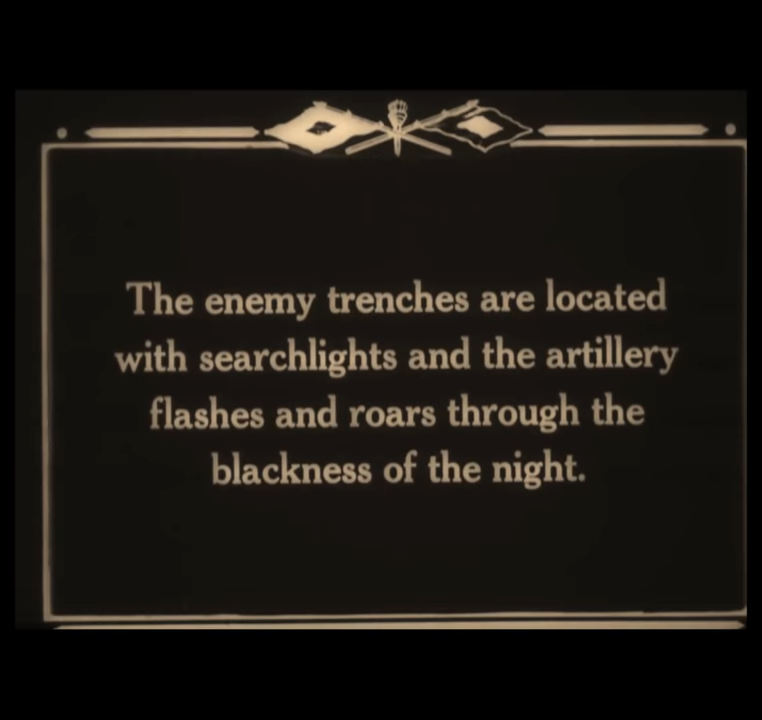 The enemy trenches are located
with searchlights and the artillery
flashes and roars through the
blackness of the night.